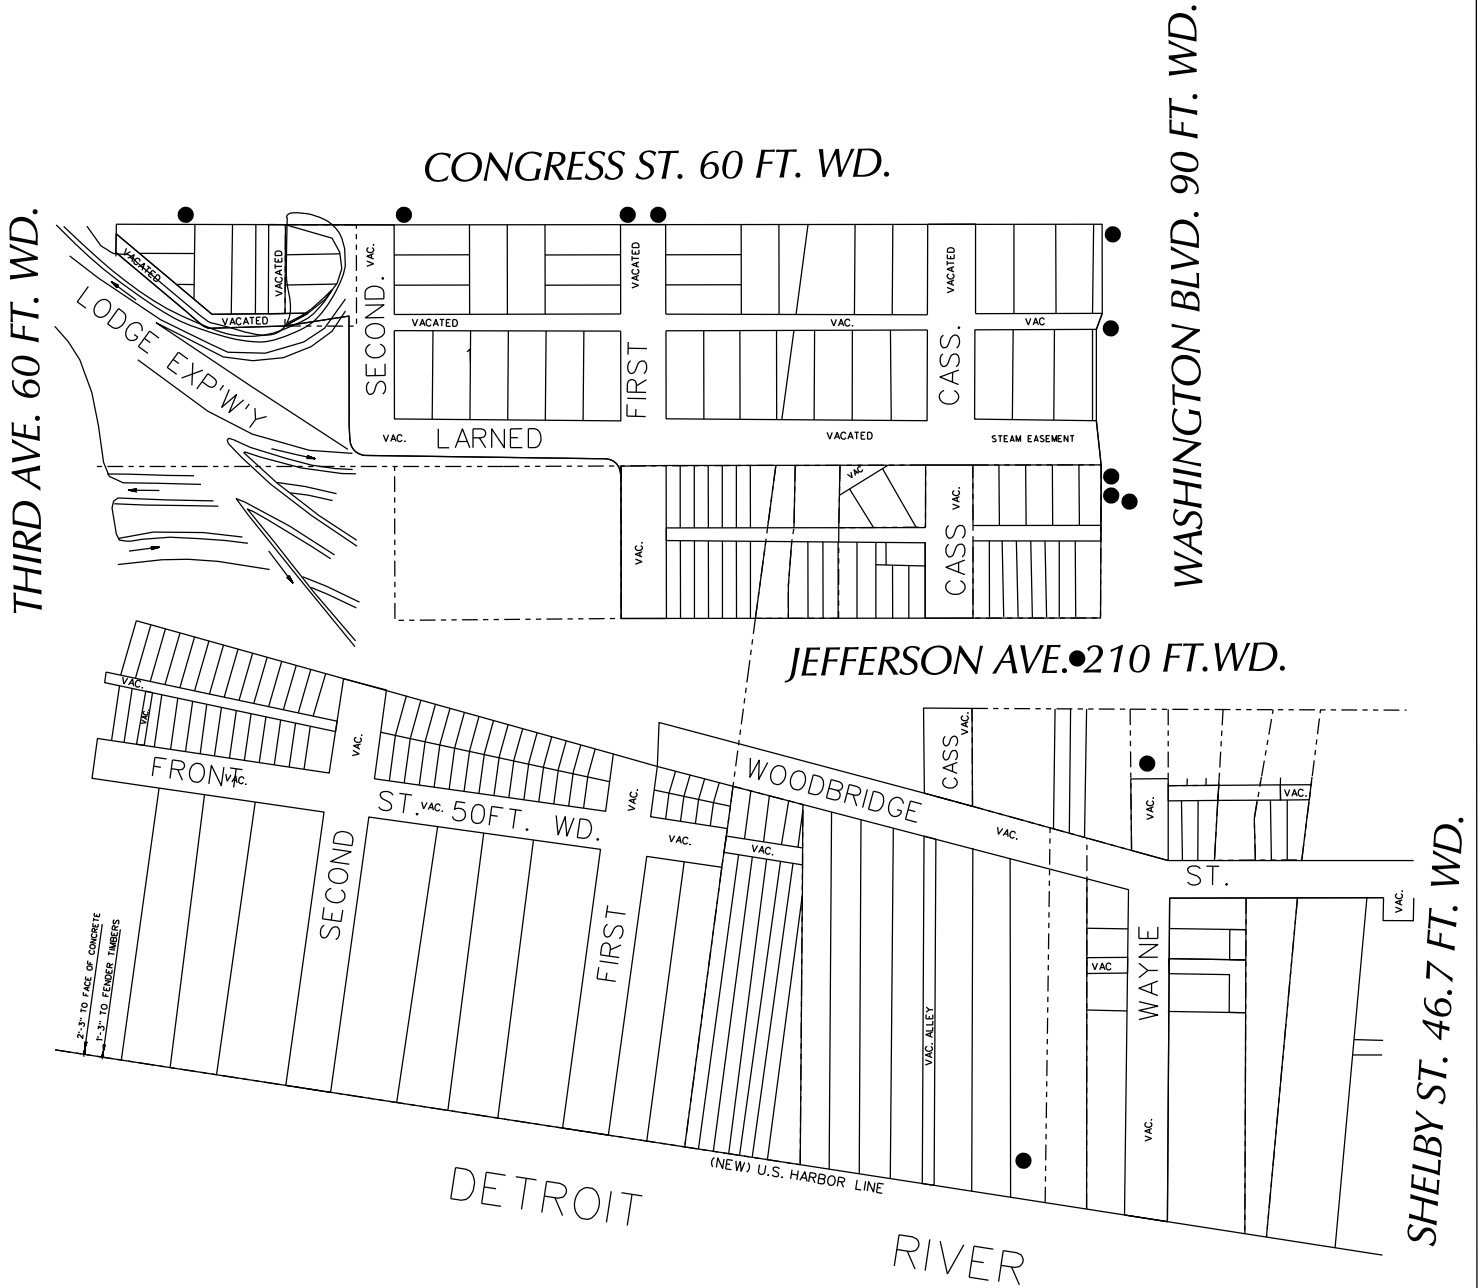 WASHINGTON BLVD. 90 FT. WD.
CONGRESS ST. 60 FT. WD.
THIRD AVE. 60 FT. WD.
VACATED
VACATED
VACATED
VAC.
SECOND.
VACATED
VACATED
FIRST
VAC.
VACATED
CASS.
VAC
LODGE EXP'W'Y
VAC.
LARNED
VACATED
STEAM EASEMENT
VAC.
VAC
VAC.
CASS
JEFFERSON AVE. 210 FT.WD.
VAC.
VAC.
VAC.
FRONT
VAC.
ST. VAC. 50FT. WD.
VAC.
VAC.
VAC.
WOODBRIDGE
VAC.
CASS
VAC.
VAC.
VAC.
ST.
VAC.
SECOND
FIRST
WAYNE
VAC
VAC. ALLEY
VAC.
2'-3" TO FACE OF CONCRETE
1'-3" TO FENDER TIMBERS
SHELBY ST. 46.7 FT. WD.
(NEW) U.S. HARBOR LINE
DETROIT
RIVER